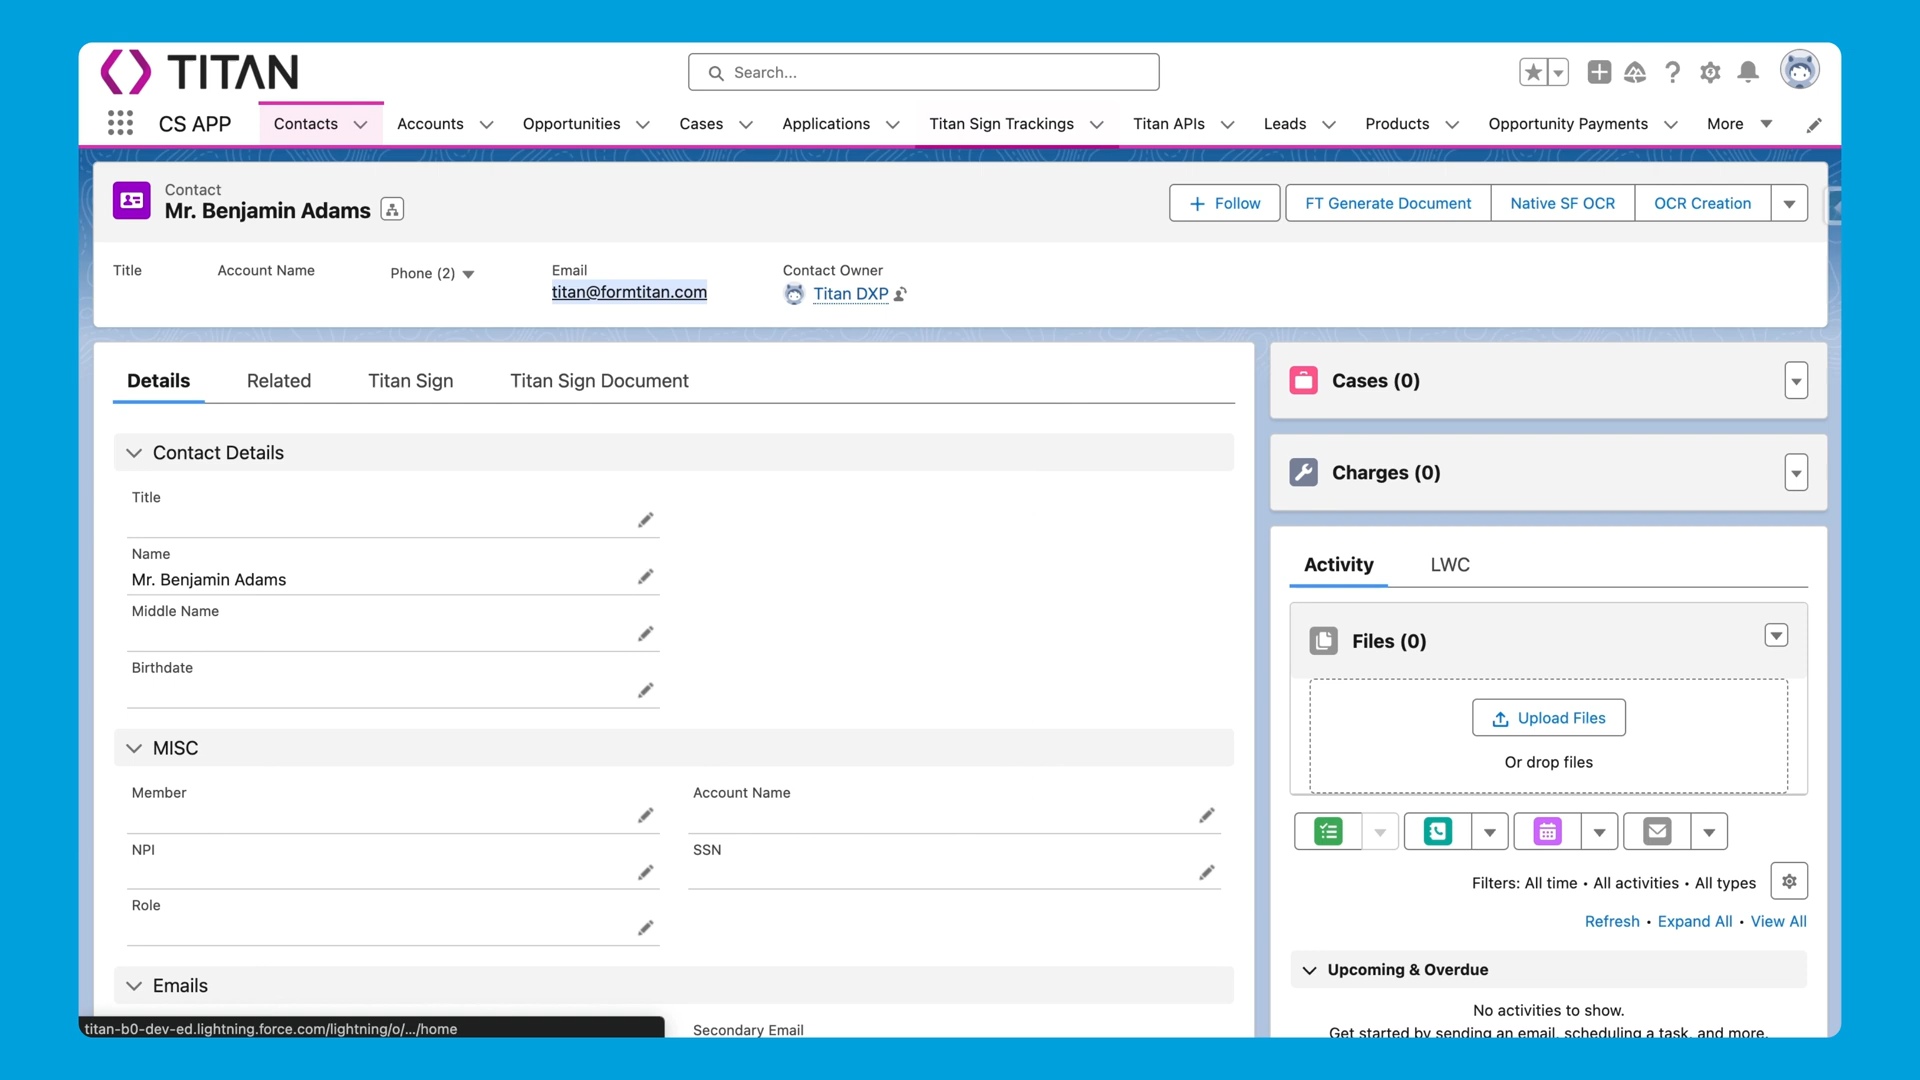 TITAN
Search...
CS APP
Contacts
Accounts
Opportunities
Cases
Applications
Titan Sign Trackings
Titan APIs
Leads
Products
Opportunity Payments
More
Contact
Mr. Benjamin Adams
Follow
FT Generate Document
Native SF OCR
OCR Creation
Title
Account Name
Phone (2)
Email
titan@formtitan.com
Contact Owner
Titan DXP
Details
Related
Titan Sign
Titan Sign Document
Contact Details
Title
Name
Mr. Benjamin Adams
Middle Name
Birthdate
MISC
Member
Account Name
NPI
SSN
Role
Emails
Secondary Email
titan-b0-dev-ed.lightning.force.com/lightning/o/.../home
Cases (0)
Charges (0)
Activity
LWC
Files (0)
Upload Files
Or drop files
Filters: All time • All activities • All types
Refresh • Expand All • View All
Upcoming & Overdue
No activities to show.
Get started by sending an email, scheduling a task, and more.